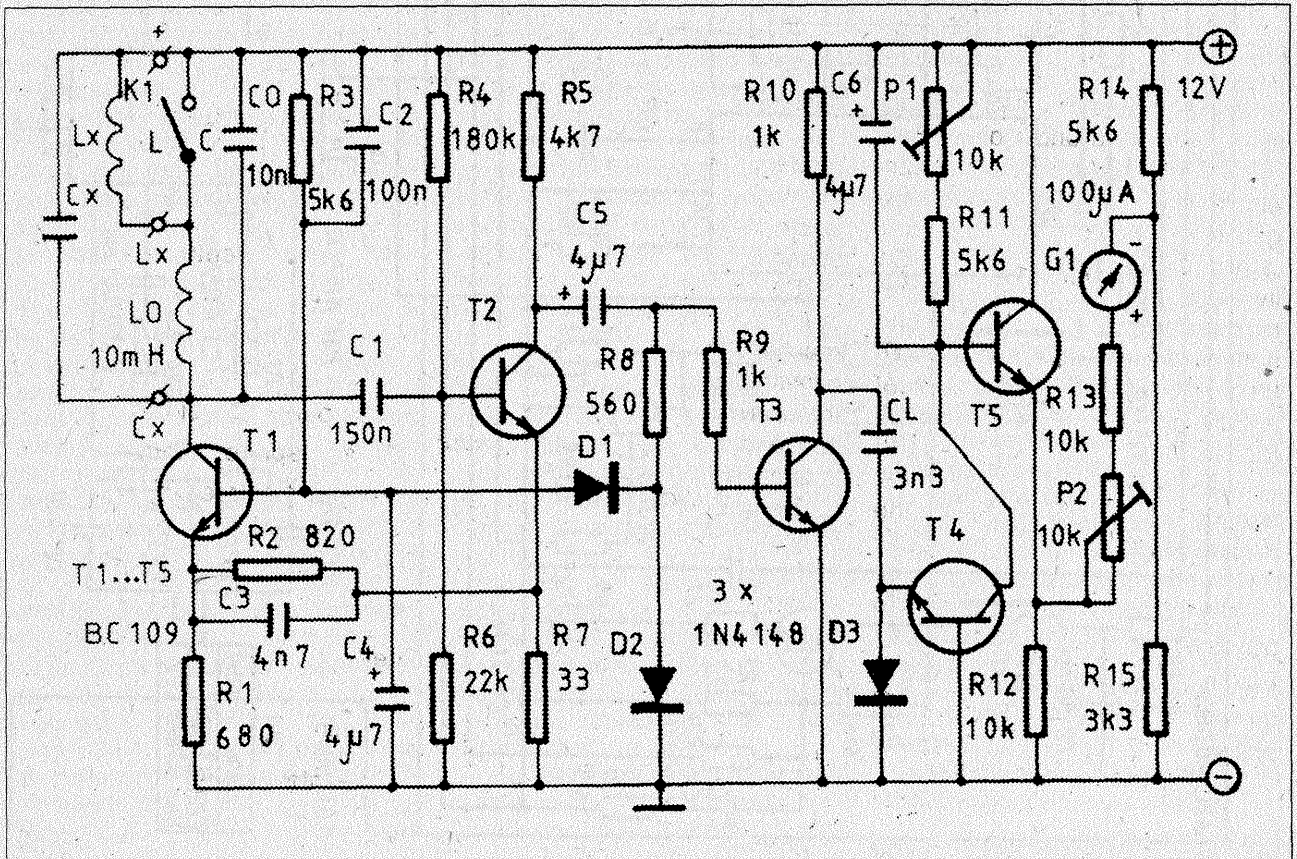 +
K1
L
Lx
Cx
Lx
L0
10mH
Cx
C
C0
10n
R3
5k6
C2
100n
R4
180k
R5
4k7
C5
4µ7
+
C1
150n
T2
T1
R8
560
R9
1k
D1
T3
R10
1k
C6
+
4µ7
P1
10k
R11
5k6
T5
R14
5k6
12V
+
100µA
-
G1
+
R13
10k
P2
10k
CL
3n3
T4
R2 820
T1...T5
BC109
C3
4n7
C4
+
4µ7
R1
680
R6
22k
R7
33
D2
3 x
1N4148
D3
R12
10k
R15
3k3
-